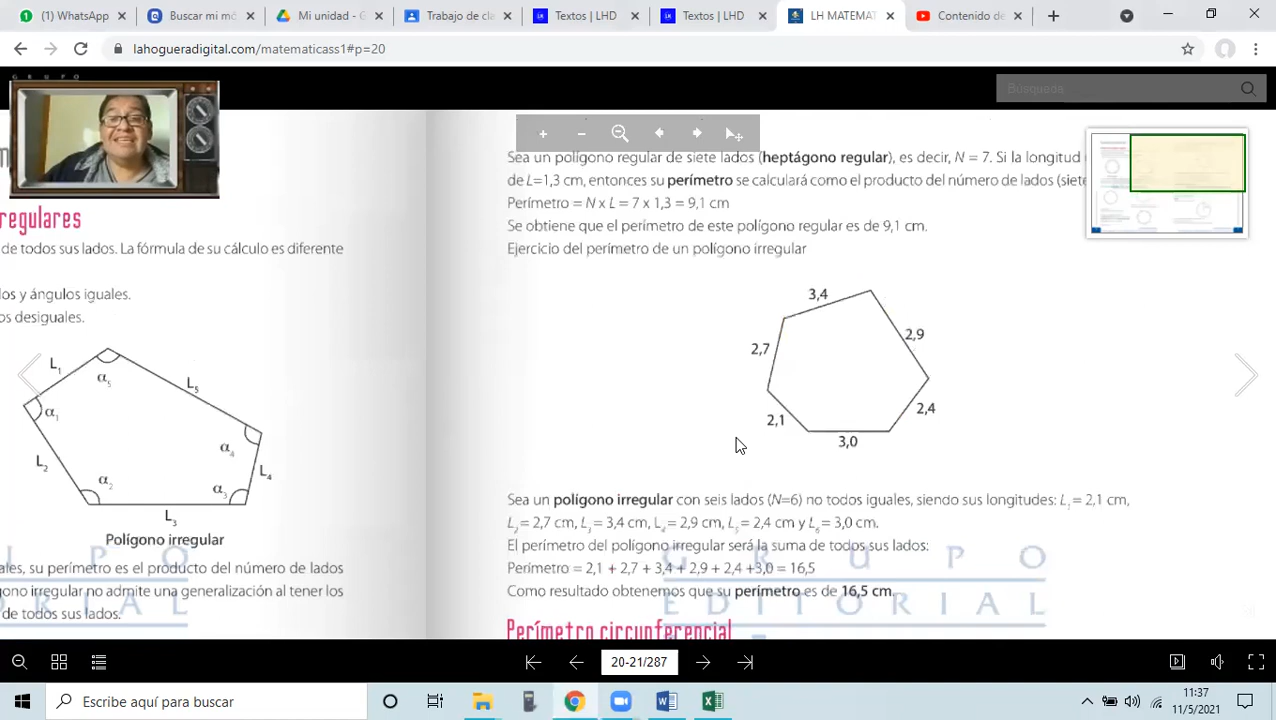 WhatsApp
Buscar mi mó
Mi unidad - G
Trabajo de cla
Textos | LHD
Textos | LHD
LH MATEMÁT
Contenido de
lahogueradigital.com/matematicass1#p=20
G R U P O
Búsqueda
regulares
de todos sus lados. La fórmula de su cálculo es diferente
os y ángulos iguales.
os desiguales.
L1
α5
L5
α1
α4
L2
α2
α3
L4
L3
Polígono irregular
ales, su perímetro es el producto del número de lados
ono irregular no admite una generalización al tener los
de todos sus lados.
Sea un polígono regular de siete lados (heptágono regular), es decir, N = 7. Si la longitud
de L=1,3 cm, entonces su perímetro se calculará como el producto del número de lados (siete
Perímetro = N x L = 7 x 1,3 = 9,1 cm
Se obtiene que el perímetro de este polígono regular es de 9,1 cm.
Ejercicio del perímetro de un polígono irregular
3,4
2,9
2,7
2,4
2,1
3,0
Sea un polígono irregular con seis lados (N=6) no todos iguales, siendo sus longitudes: L1 = 2,1 cm,
L2 = 2,7 cm, L3 = 3,4 cm, L4 = 2,9 cm, L5 = 2,4 cm y L6 = 3,0 cm.
El perímetro del polígono irregular será la suma de todos sus lados:
Perímetro = 2,1 + 2,7 + 3,4 + 2,9 + 2,4 +3,0 = 16,5
Como resultado obtenemos que su perímetro es de 16,5 cm.
Perímetro circunferencial
U P O
E D I T O R I A L
G R U P O
E D I T O R I A L
20-21/287
Escribe aquí para buscar
11:37
11/5/2021